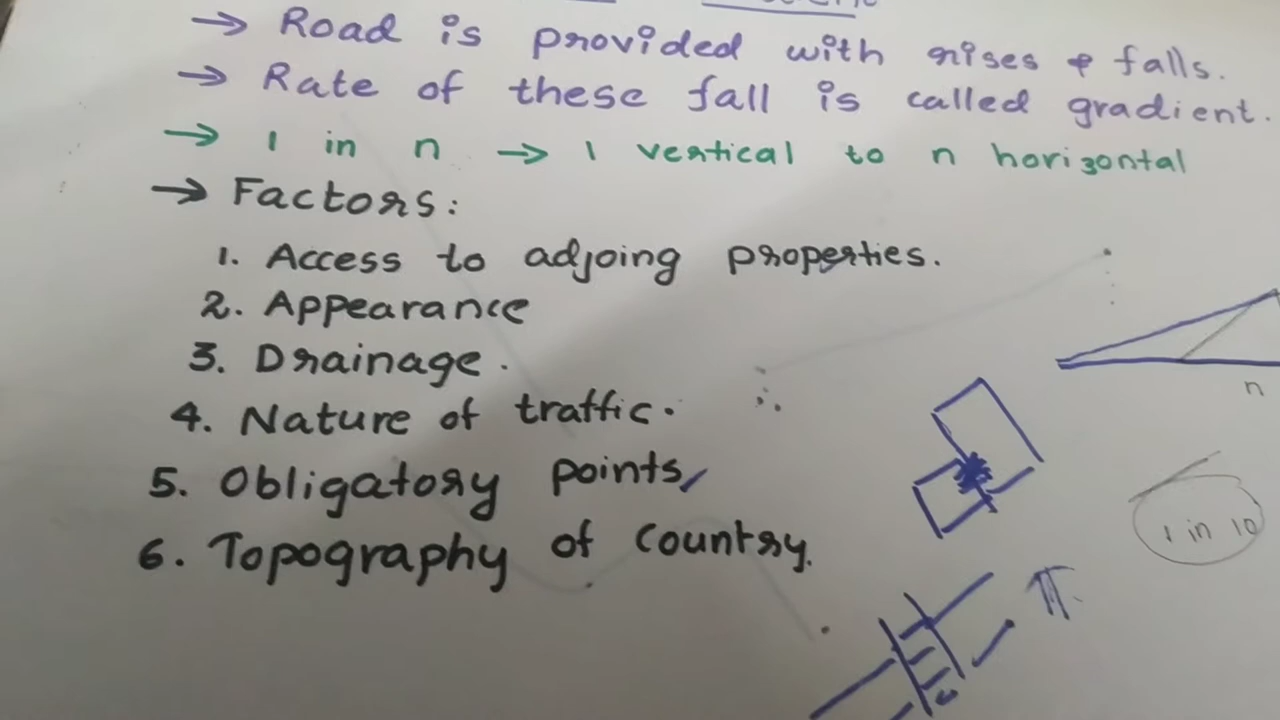 → Road is provided with rises & falls.
→ Rate of these fall is called gradient.
→ 1 in n → 1 vertical to n horizontal
→ Factors:
1. Access to adjoing properties.
2. Appearance
3. Drainage.
4. Nature of traffic.
5. Obligatory points
6. Topography of Country.
n
1 in 10